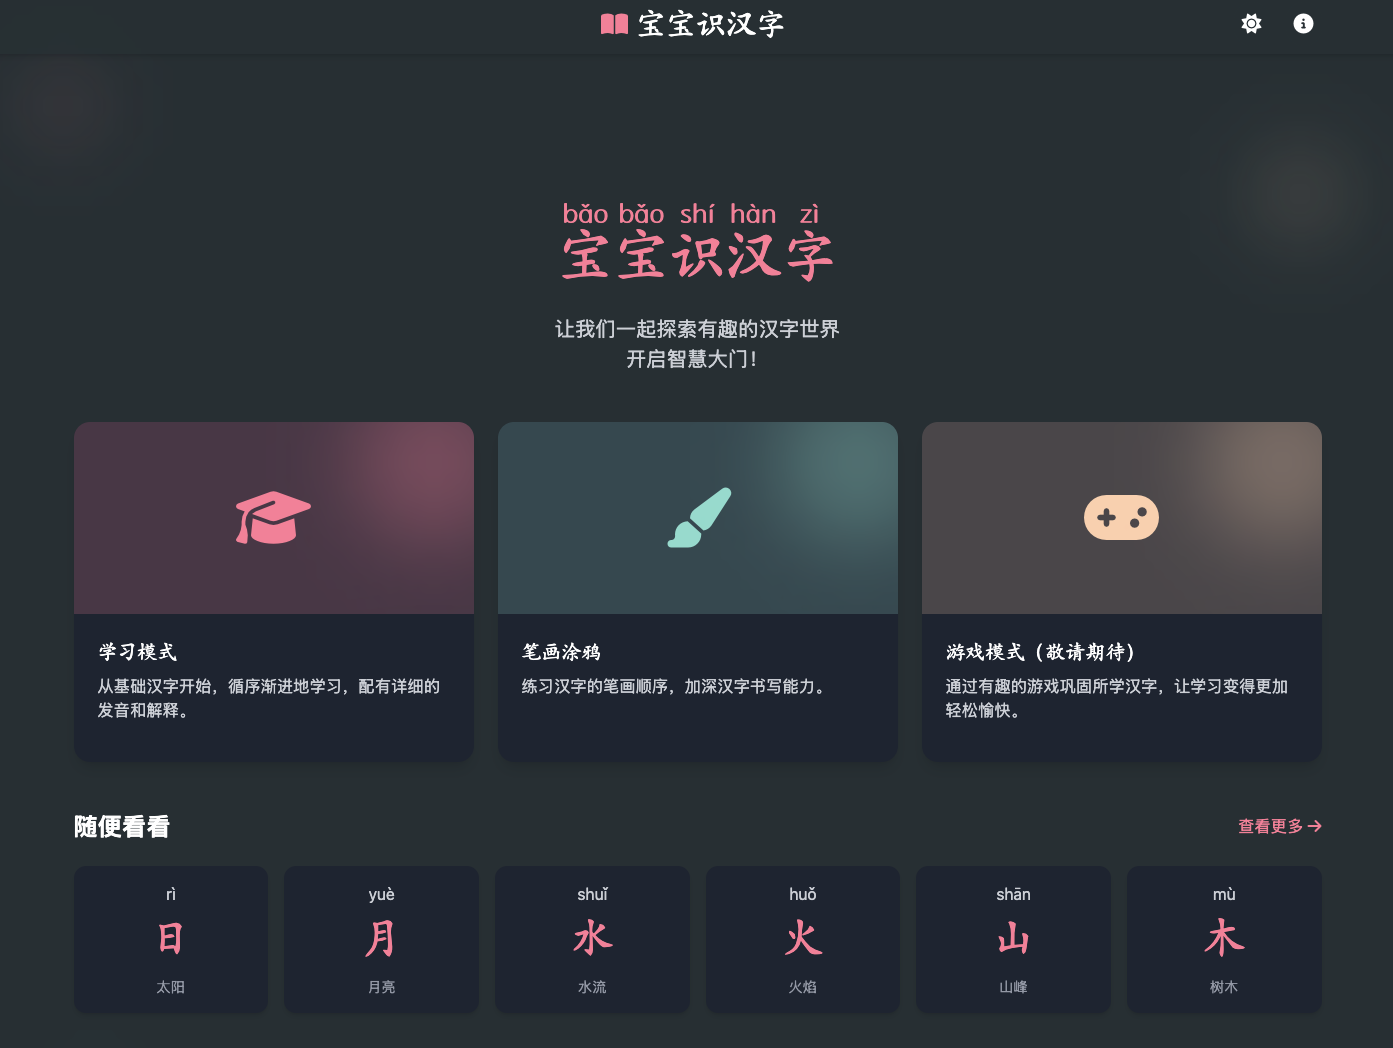 宝宝识汉字
bǎo bǎo shí hàn zì
宝宝识汉字
让我们一起探索有趣的汉字世界
开启智慧大门！
学习模式
从基础汉字开始，循序渐进地学习，配有详细的
发音和解释。
笔画涂鸦
练习汉字的笔画顺序，加深汉字书写能力。
游戏模式（敬请期待）
通过有趣的游戏巩固所学汉字，让学习变得更加
轻松愉快。
随便看看
查看更多
rì
日
太阳
yuè
月
月亮
shuǐ
水
水流
huǒ
火
火焰
shān
山
山峰
mù
木
树木